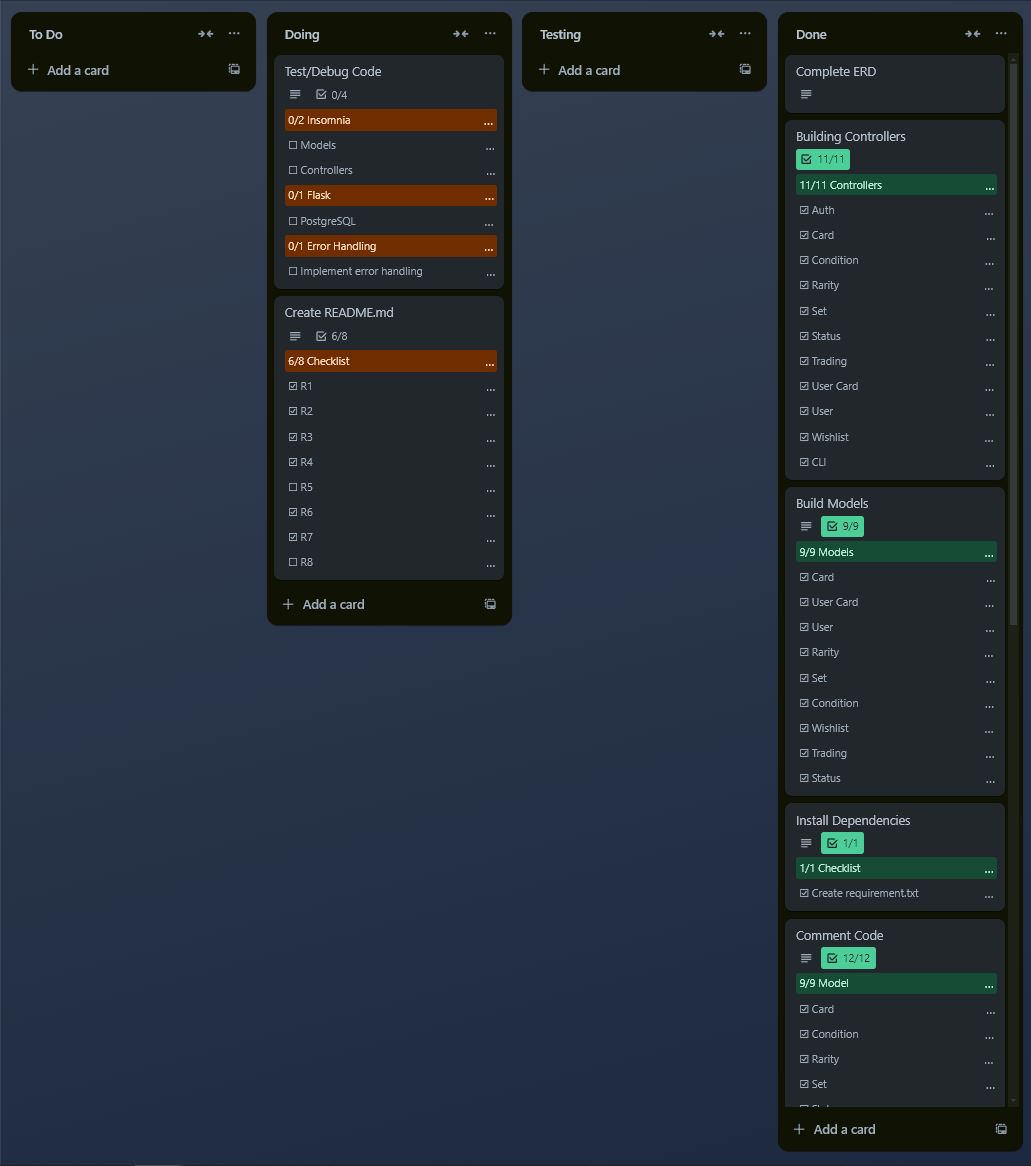 To Do
Add a card
Doing
Test/Debug Code
0/4
0/2 Insomnia
Models
Controllers
0/1 Flask
PostgreSQL
0/1 Error Handling
Implement error handling
Create README.md
6/8
6/8 Checklist
R1
R2
R3
R4
R5
R6
R7
R8
Add a card
Testing
Add a card
Done
Complete ERD
Building Controllers
11/11
11/11 Controllers
Auth
Card
Condition
Rarity
Set
Status
Trading
User Card
User
Wishlist
CLI
Build Models
9/9
9/9 Models
Card
User Card
User
Rarity
Set
Condition
Wishlist
Trading
Status
Install Dependencies
1/1
1/1 Checklist
Create requirement.txt
Comment Code
12/12
9/9 Model
Card
Condition
Rarity
Set
Add a card